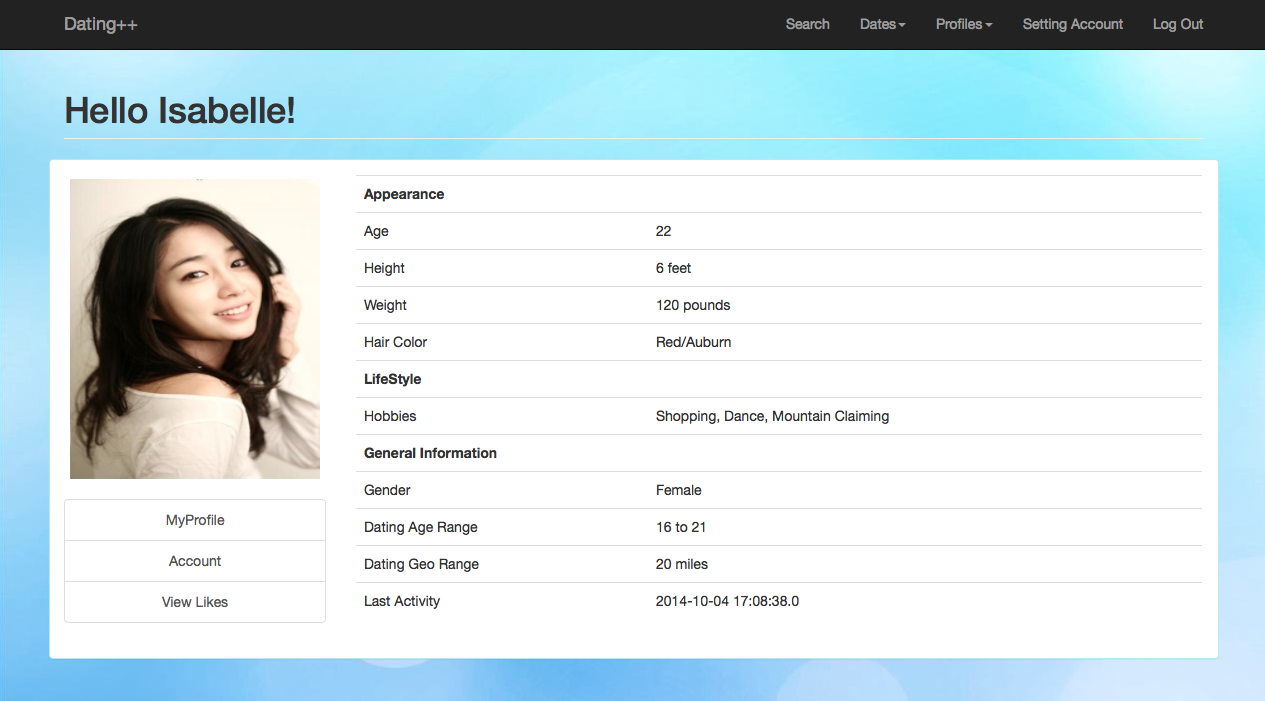 Dating++
Search Dates Profiles Setting Account Log Out
Hello Isabelle!
Appearance
Age 22
Height 6 feet
Weight 120 pounds
Hair Color Red/Auburn
LifeStyle
Hobbies Shopping, Dance, Mountain Claiming
General Information
Gender Female
Dating Age Range 16 to 21
Dating Geo Range 20 miles
Last Activity 2014-10-04 17:08:38.0
MyProfile
Account
View Likes